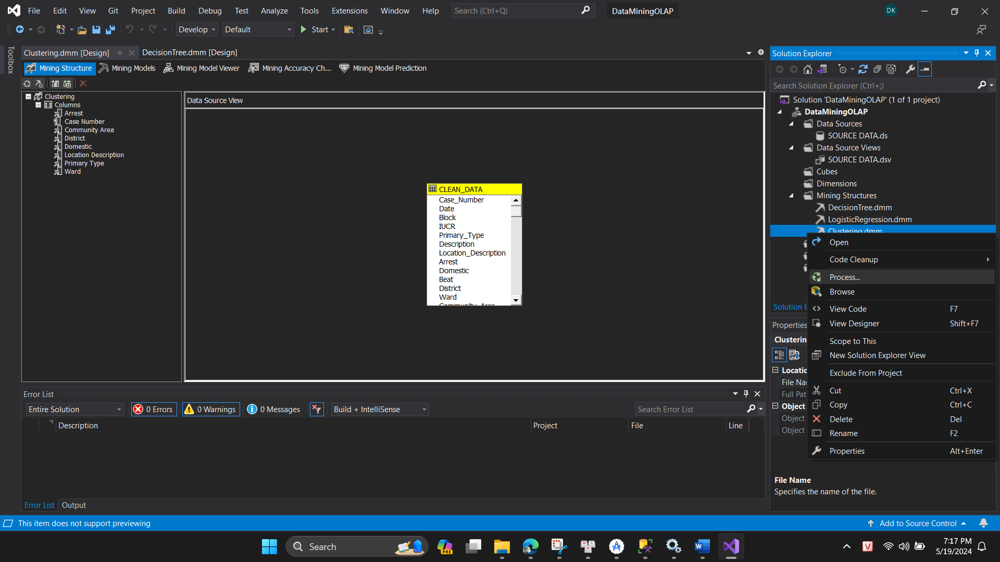 File Edit View Git Project Build Debug Test Analyze Tools Extensions Window Help Search (Ctrl+Q) DataMiningOLAP DK
Develop Default Start
Toolbox
Clustering.dmm [Design] DecisionTree.dmm [Design]
Mining Structure Mining Models Mining Model Viewer Mining Accuracy Ch... Mining Model Prediction
Clustering
Columns
Arrest
Case Number
Community Area
District
Domestic
Location Description
Primary Type
Ward
Data Source View
CLEAN_DATA
Case_Number
Date
Block
IUCR
Primary_Type
Description
Location_Description
Arrest
Domestic
Beat
District
Ward
Community_Area
Error List
Entire Solution 0 Errors 0 Warnings 0 Messages Build + IntelliSense Search Error List
Description Project File Line
Error List Output
Solution Explorer
Search Solution Explorer (Ctrl+;)
Solution 'DataMiningOLAP' (1 of 1 project)
DataMiningOLAP
Data Sources
SOURCE DATA.ds
Data Source Views
SOURCE DATA.dsv
Cubes
Dimensions
Mining Structures
DecisionTree.dmm
LogisticRegression.dmm
Clustering.dmm
Open
Code Cleanup
Process...
Browse
View Code F7
View Designer Shift+F7
Scope to This
New Solution Explorer View
Exclude From Project
Cut Ctrl+X
Copy Ctrl+C
Delete Del
Rename F2
Properties Alt+Enter
Solution E
Properties
Clusterin
Locatio
File Na
Full Pat
Object
Object
Object
File Name
Specifies the name of the file.
This item does not support previewing Add to Source Control
Search PRE V 7:17 PM
5/19/2024